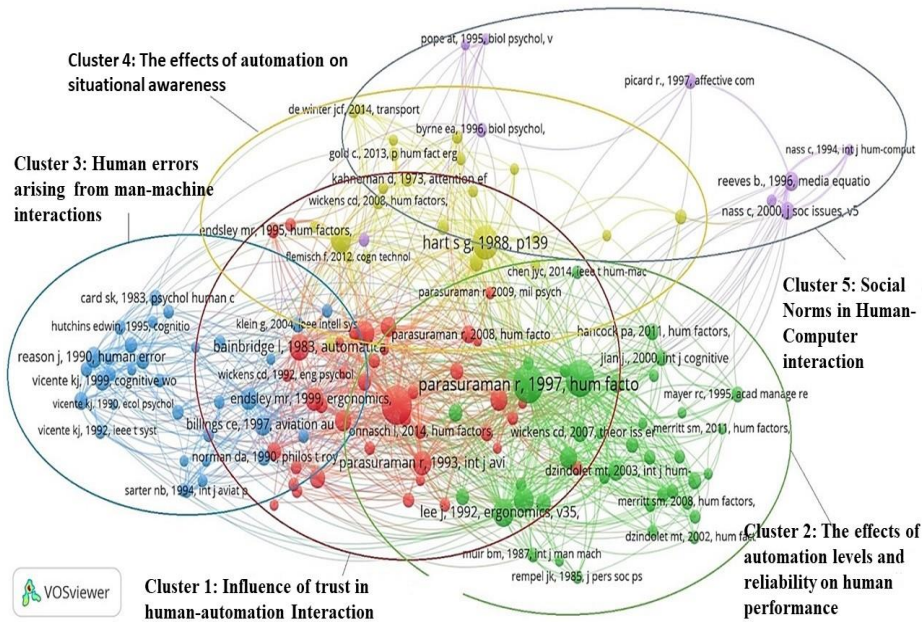 pope at, 1995, biol psychol, v
Cluster 4: The effects of automation on
situational awareness
picard r., 1997, affective com
de winter jcf, 2014, transport
byrne ea, 1996, biol psychol,
nass c, 1994, int j hum-comput
Cluster 3: Human errors
arising from man-machine
interactions
gold c., 2013, p hum fact erg
kahneman d, 1973, attention ef
reeves b., 1996, media equatio
wickens cd, 2008, hum factors,
nass c, 2000, j soc issues, v5
endsley mr, 1995, hum factors,
hart s g, 1988, p139
flemisch f, 2012, cogn technol
chen jyc, 2014, ieee t hum-mac
Cluster 5: Social
Norms in Human-
Computer
interaction
parasuraman r, 2009, mil psych
card sk, 1983, psychol human c
hutchins edwin, 1995, cognitio
klein g, 2004, ieee intell sys
parasuraman r, 2008, hum facto
hancock pa, 2011, hum factors,
bainbridge l, 1983, automatica,
reason j, 1990, human error
jian j., 2000, int j cognitive
wickens cd, 1992, eng psychol
parasuraman r, 1997, hum facto
vicente kj, 1999, cognitive wo
mayer rc, 1995, acad manage re
endsley mr, 1999, ergonomics,
vicente kj, 1990, ecol psychol
billings ce, 1997, aviation au
onnasch l, 2014, hum factors,
wickens cd, 2007, theor iss er
merritt sm, 2011, hum factors,
vicente kj, 1992, ieee t syst
norman da, 1990, philos t roy
parasuraman r, 1993, int j avi
dzindolet mt, 2003, int j hum-
sarter nb, 1994, int j aviat p
merritt sm, 2008, hum factors,
lee j, 1992, ergonomics, v35,
dzindolet mt, 2002, hum fact
Cluster 2: The effects of
automation levels and
reliability on human
performance
muir bm, 1987, int j man mach
rempel jk, 1985, j pers soc ps
Cluster 1: Influence of trust in
human-automation Interaction
VOSviewer